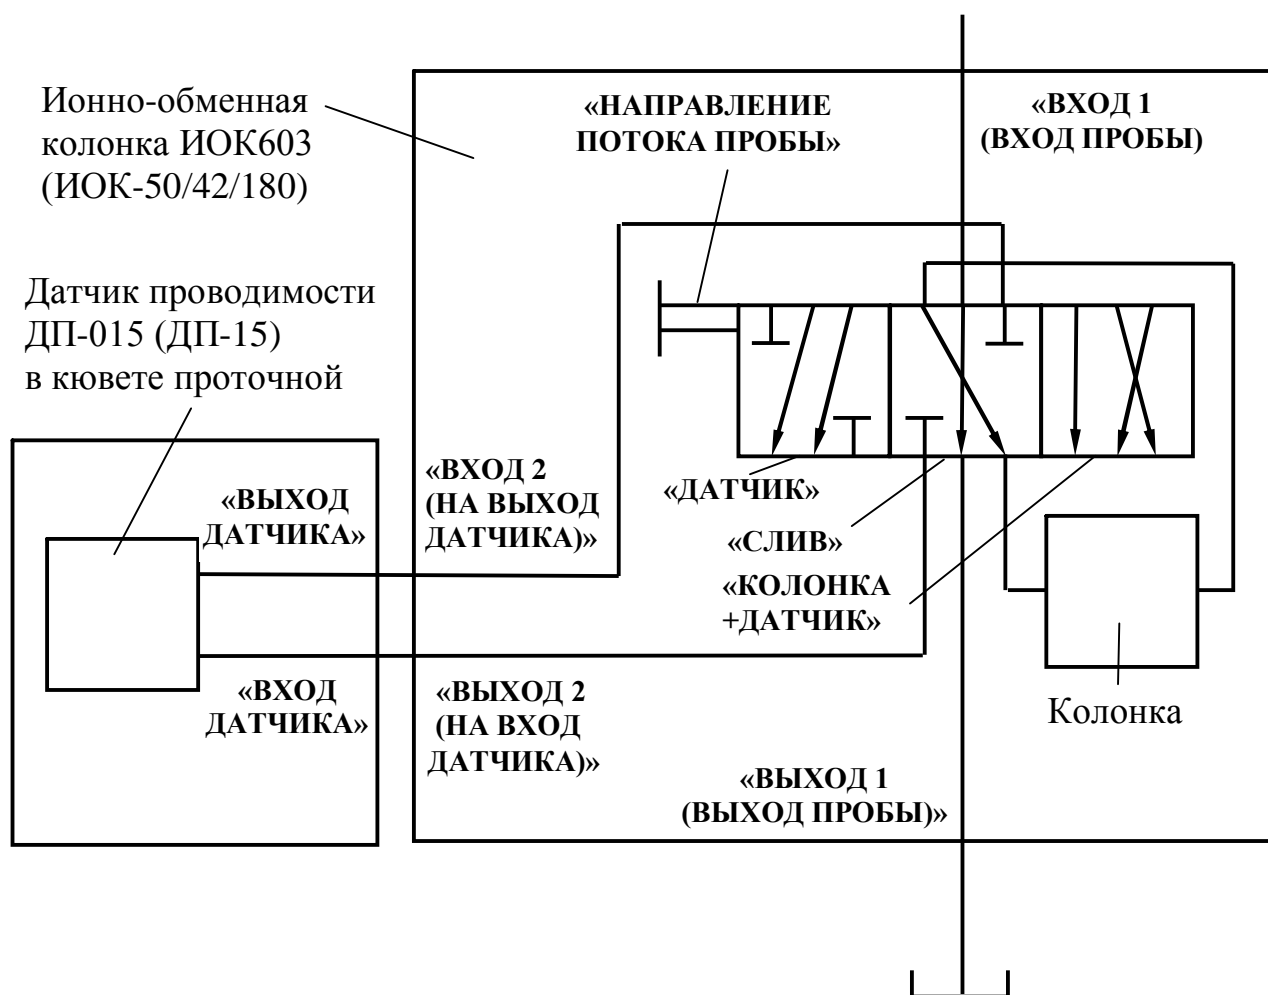 Ионно-обменная
колонка ИОК603
(ИОК-50/42/180)
«НАПРАВЛЕНИЕ
ПОТОКА ПРОБЫ»
«ВХОД 1
(ВХОД ПРОБЫ)
Датчик проводимости
ДП-015 (ДП-15)
в кювете проточной
«ВЫХОД
ДАТЧИКА»
«ВХОД 2
(НА ВЫХОД
ДАТЧИКА)»
«ДАТЧИК»
«СЛИВ»
«КОЛОНКА
+ДАТЧИК»
«ВХОД
ДАТЧИКА»
«ВЫХОД 2
(НА ВХОД
ДАТЧИКА)»
Колонка
«ВЫХОД 1
(ВЫХОД ПРОБЫ)»